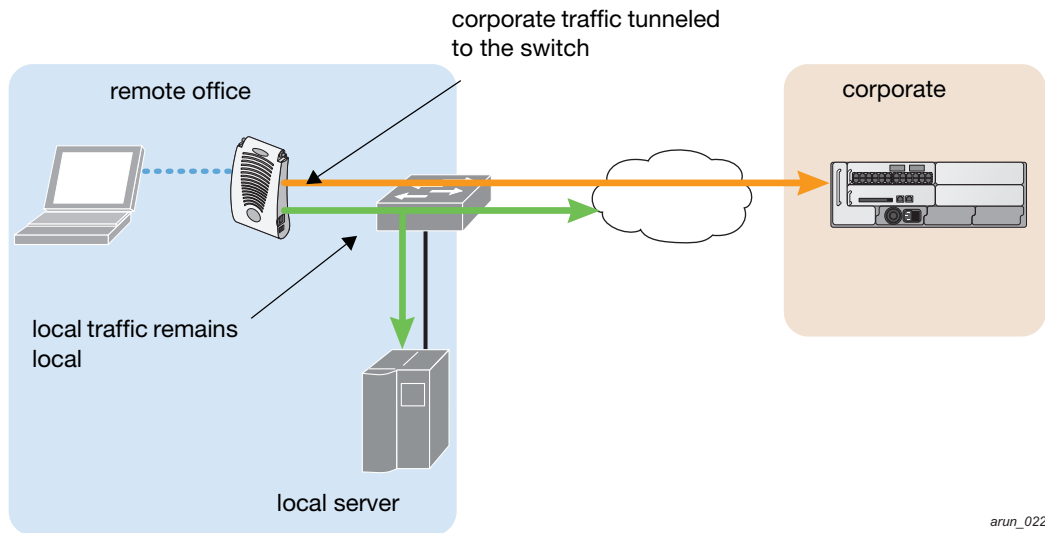 corporate traffic tunneled
to the switch
remote office
corporate
local traffic remains
local
local server
arun_022